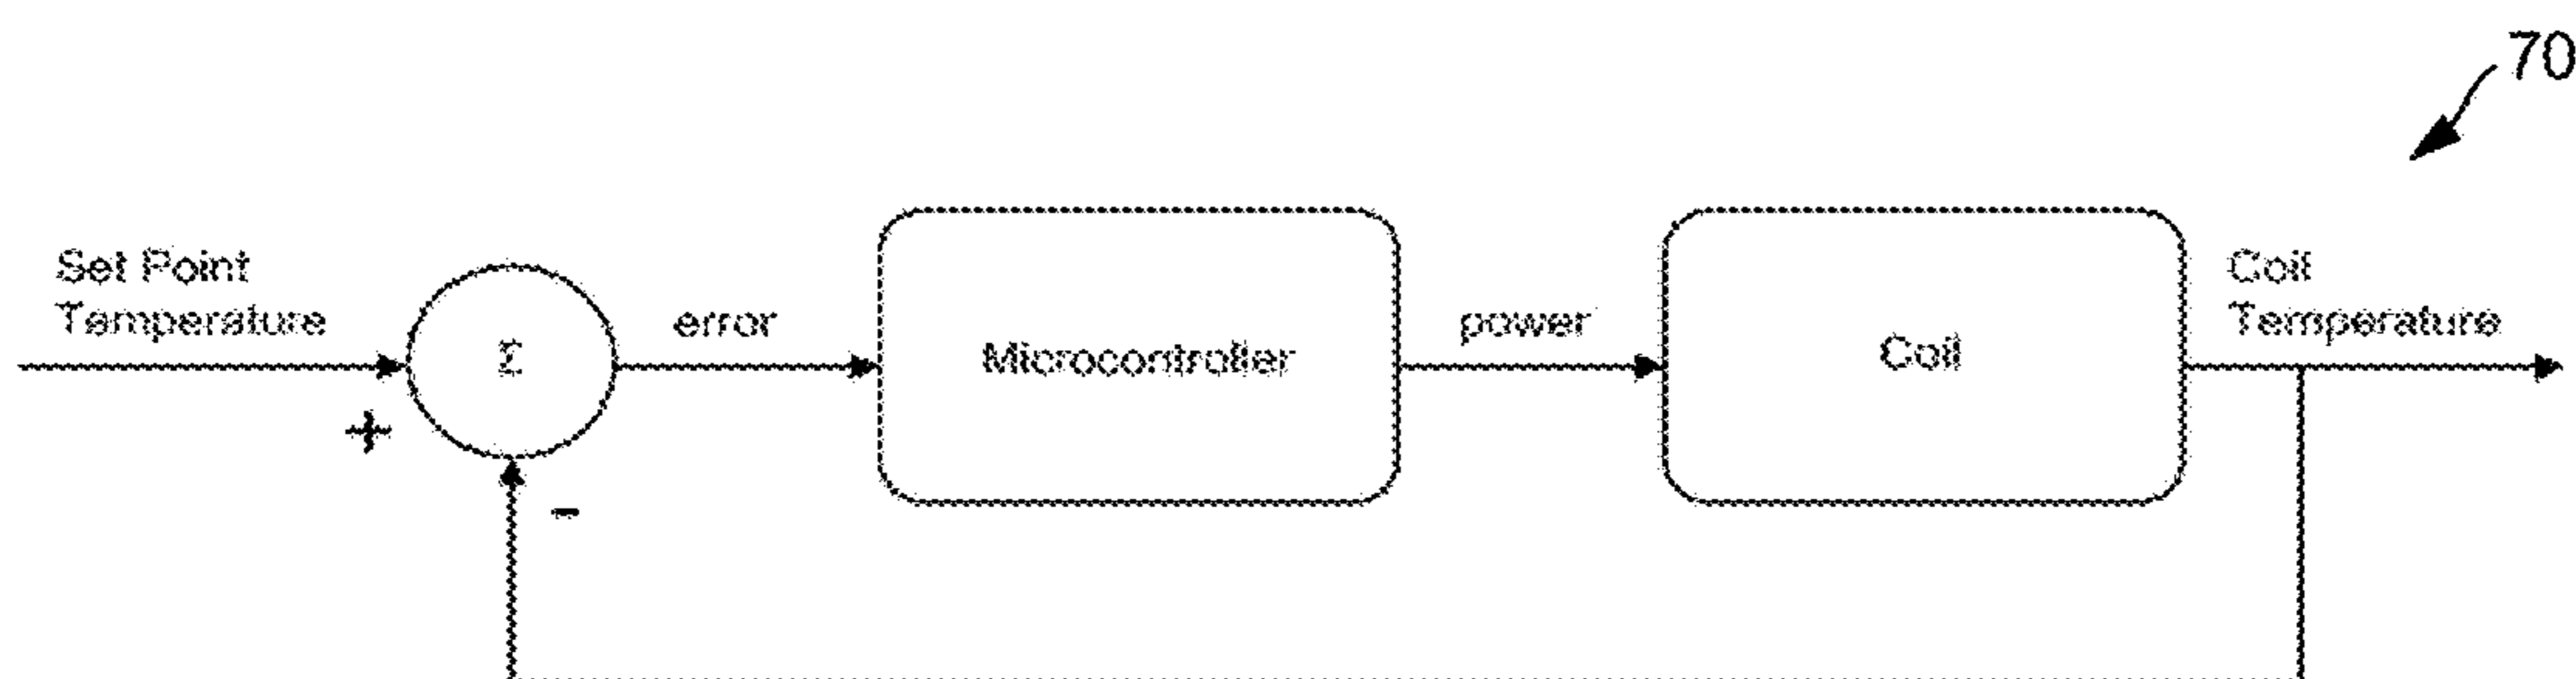 70
Set Point
Temperature
+
Σ
-
error
Microcontroller
power
Coil
Coil
Temperature